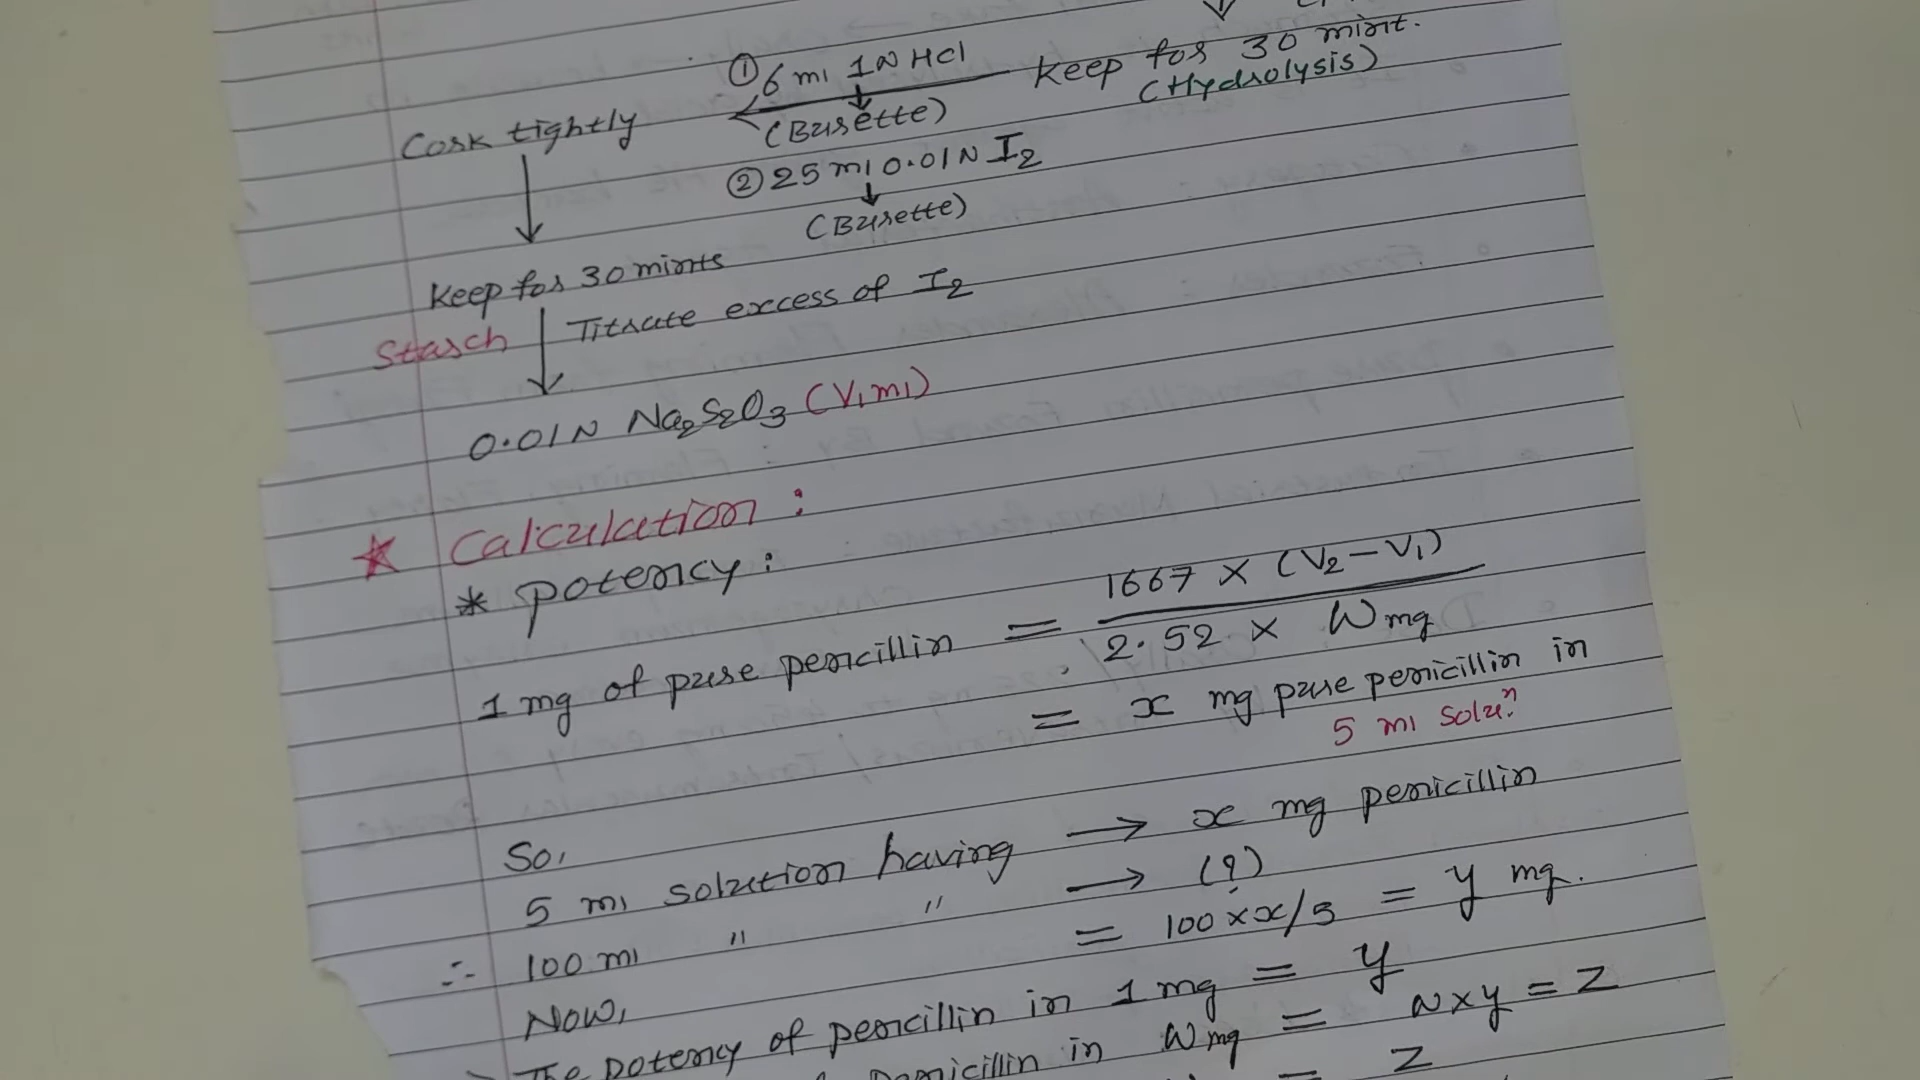 ① 6 ml 1N HCl
Keep for 30 mint.
(Hydrolysis)
(Burette)
Cork tightly
② 25 ml 0.01N I₂
(Burette)
Keep for 30 mints
Starch Titrate excess of I₂
0.01N Na₂S₂O₃ (V₁ ml)
* Calculation :
* Potency :
1 mg of pure penicillin = 1667 × (V₂ – V₁)
2.52 × W mg
= x mg pure penicillin in
5 ml soluⁿ.
So,
5 ml solution having → x mg penicillin
∴ 100 ml " " → (?)
= 100 × x/5 = y mg.
Now,
The potency of penicillin in 1 mg = y
Penicillin in W mg = W × y = Z
= Z